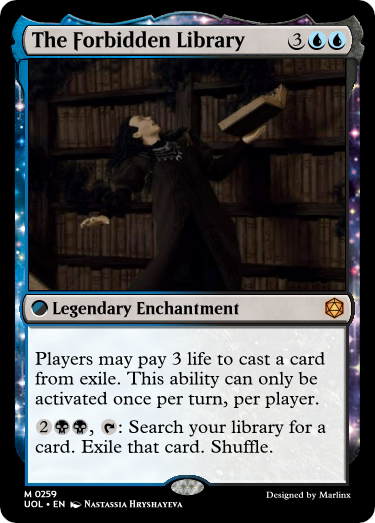 The Forbidden Library 3
Legendary Enchantment
Players may pay 3 life to cast a card
from exile. This ability can only be
activated once per turn, per player.
2, : Search your library for a
card. Exile that card. Shuffle.
M 0259
Designed by Marlinx
UOL • EN Nastassia Hryshayeva